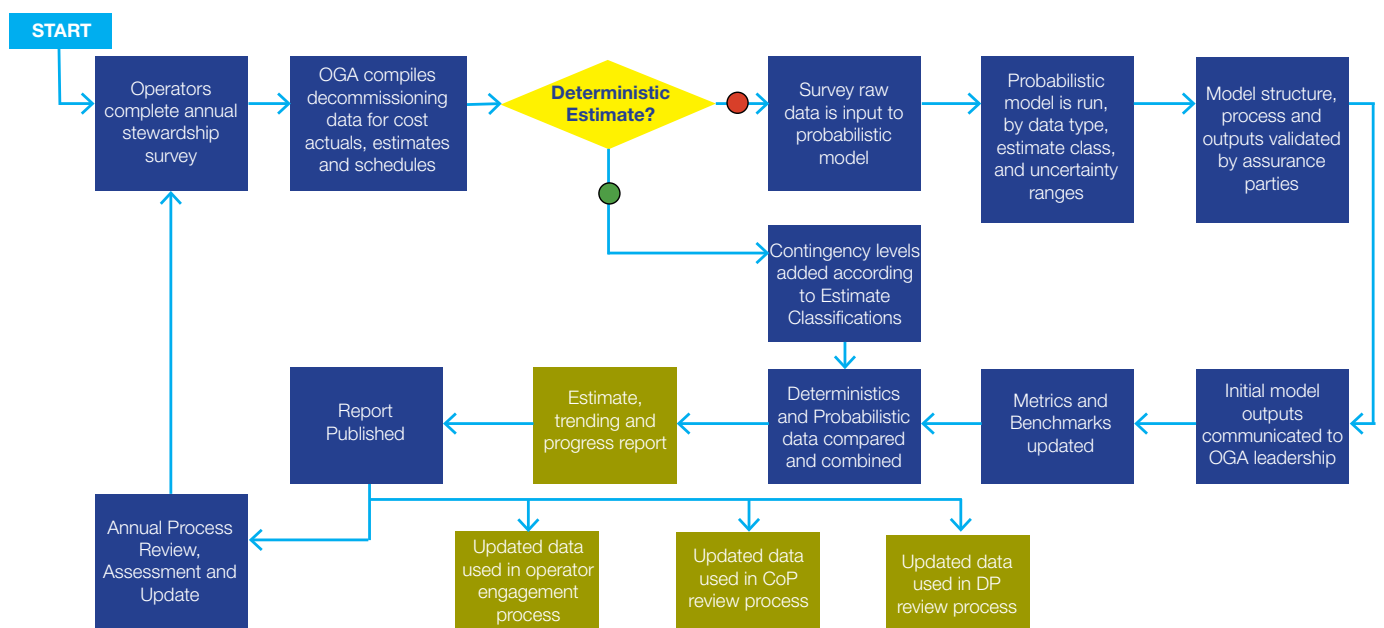 START
Operators
complete annual
stewardship
survey
OGA compiles
decommissioning
data for cost
actuals, estimates
and schedules
Deterministic
Estimate?
Survey raw
data is input to
probabilistic
model
Probabilistic
model is run,
by data type,
estimate class,
and uncertainty
ranges
Model structure,
process and
outputs validated
by assurance
parties
Contingency levels
added according
to Estimate
Classifications
Report
Published
Estimate,
trending and
progress report
Deterministics
and Probabilistic
data compared
and combined
Metrics and
Benchmarks
updated
Initial model
outputs
communicated to
OGA leadership
Annual Process
Review,
Assessment and
Update
Updated data
used in operator
engagement
process
Updated data
used in CoP
review process
Updated data
used in DP
review process